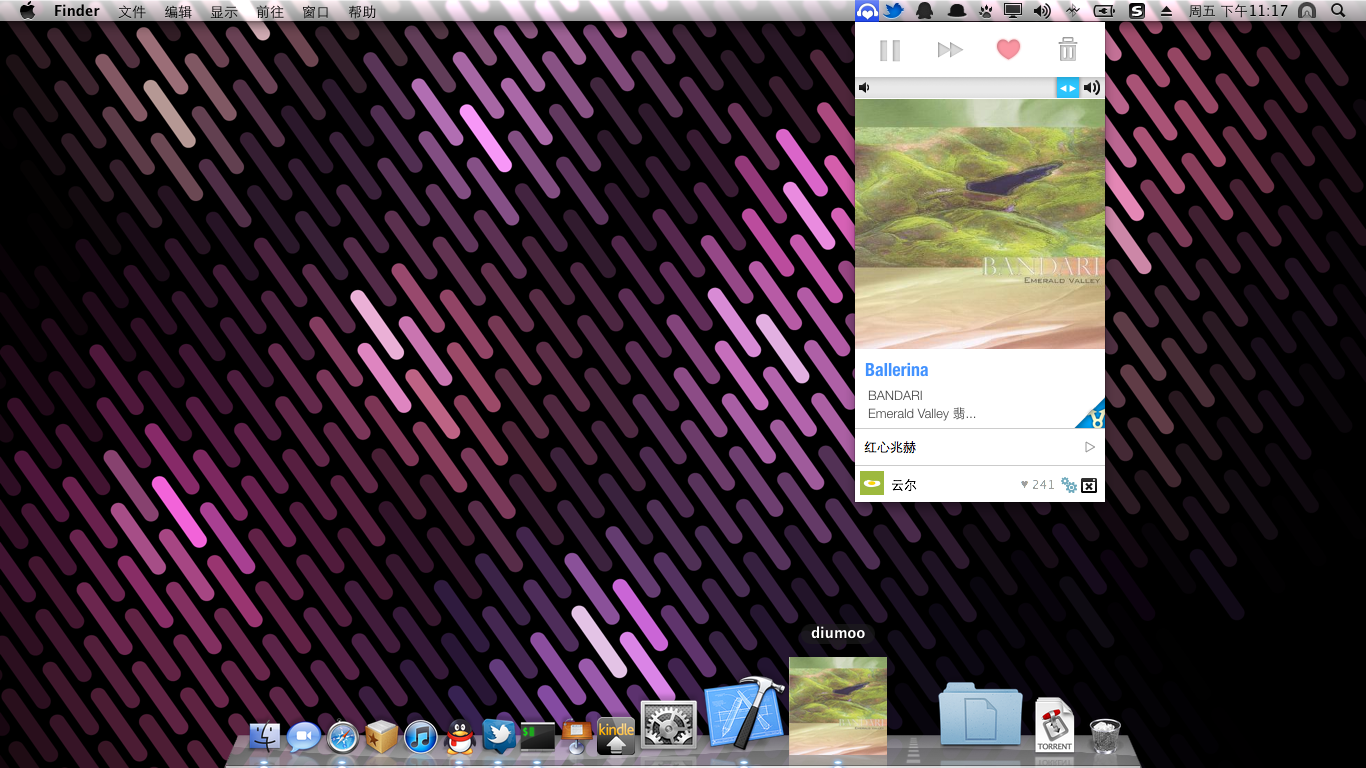 Finder 文件 编辑 显示 前往 窗口 帮助 周五 下午11:17
BANDARI
EMERALD VALLEY
Ballerina
BANDARI
Emerald Valley 翡...
红心兆赫
云尔 ♥ 241
diumoo
$
kindle
TORRENT